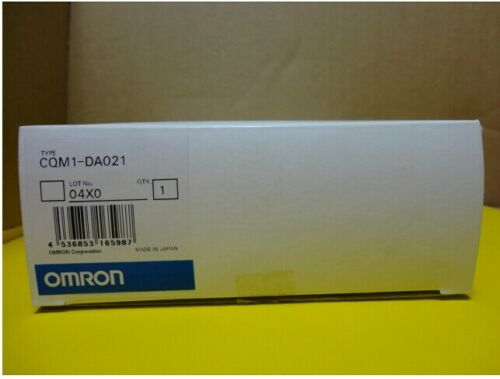 TYPE
CQM1-DA021
LOT No. QTY.
04X0 1
4 536853 165987
OMRON Corporation MADE IN JAPAN
OMRON